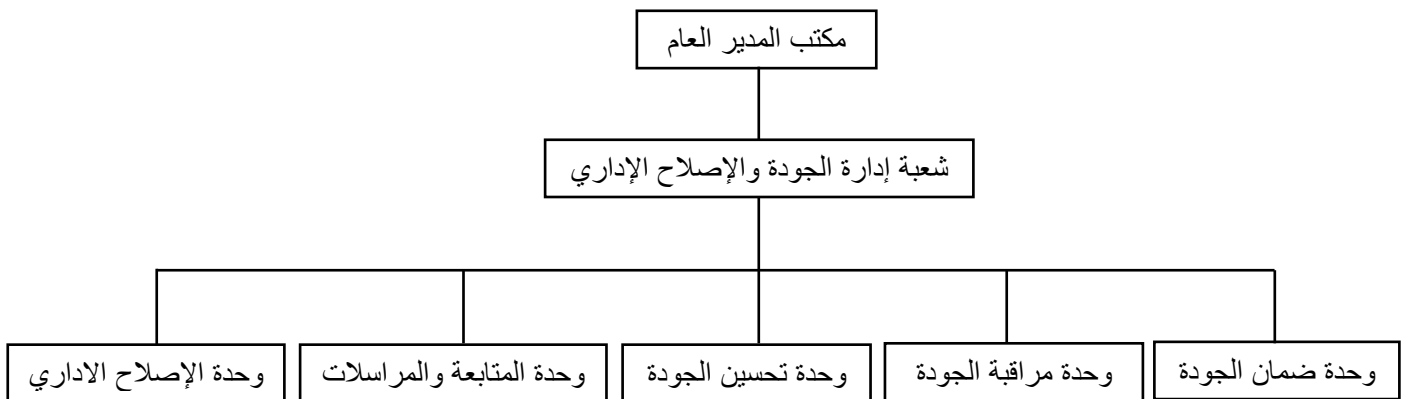 مكتب المدير العام
شعبة إدارة الجودة والإصلاح الإداري
وحدة ضمان الجودة
وحدة مراقبة الجودة
وحدة تحسين الجودة
وحدة المتابعة والمراسلات
وحدة الإصلاح الاداري